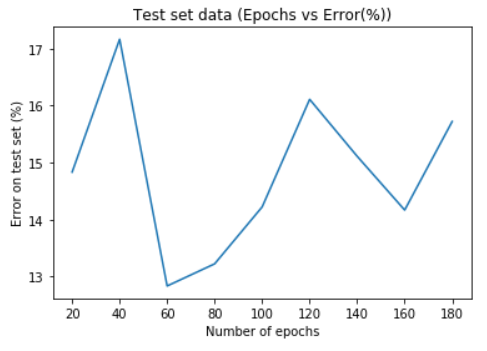 Test set data (Epochs vs Error(%))
Error on test set (%)
17
16
15
14
13
20 40 60 80 100 120 140 160 180
Number of epochs